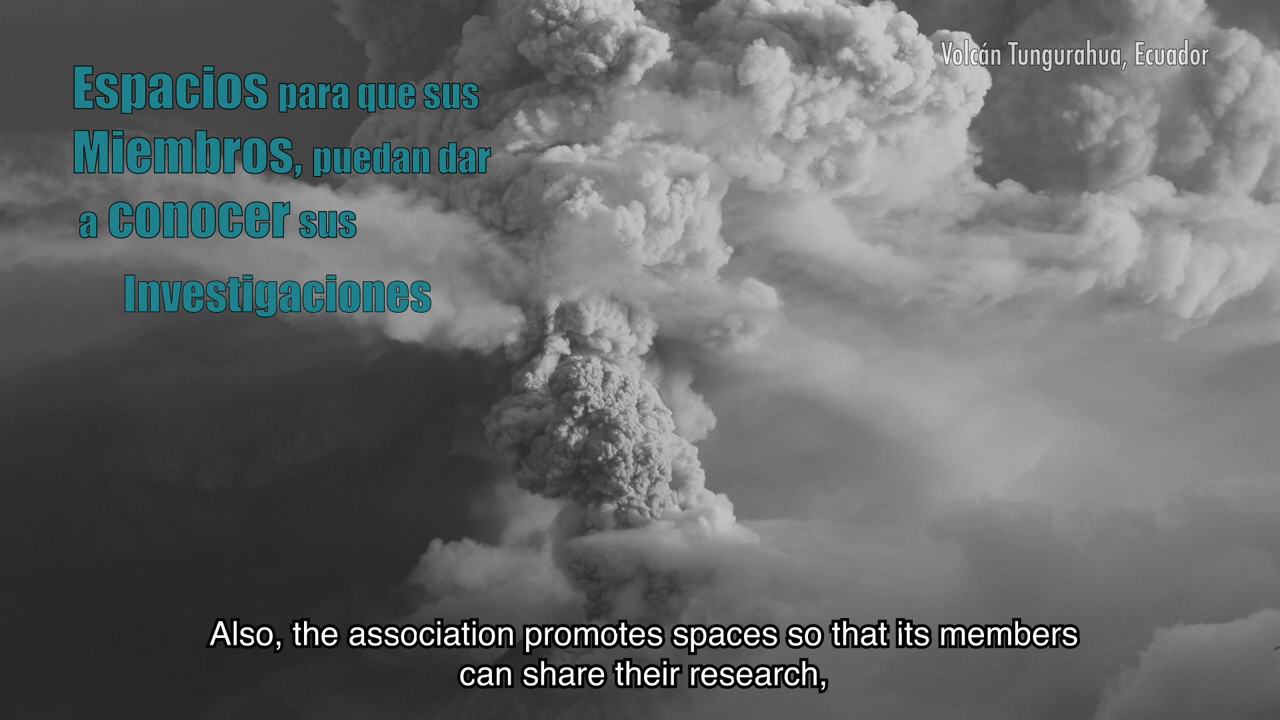 Volcán Tungurahua, Ecuador
Espacios para que sus
Miembros, puedan dar
a conocer sus
Investigaciones
Also, the association promotes spaces so that its members
can share their research,